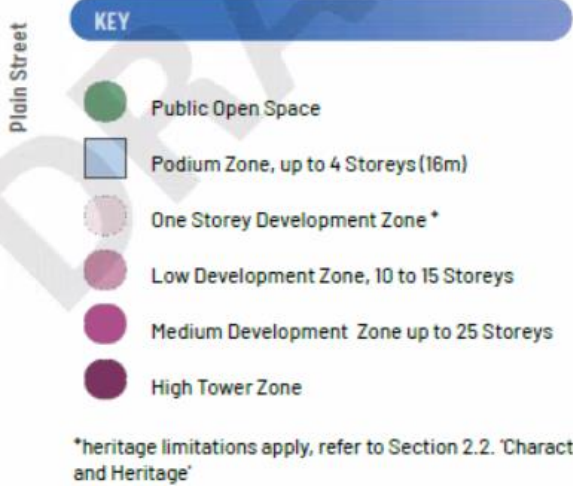 Plain Street
KEY
Public Open Space
Podium Zone, up to 4 Storeys (16m)
One Storey Development Zone *
Low Development Zone, 10 to 15 Storeys
Medium Development Zone up to 25 Storeys
High Tower Zone
*heritage limitations apply, refer to Section 2.2. 'Charact
and Heritage'
DRA